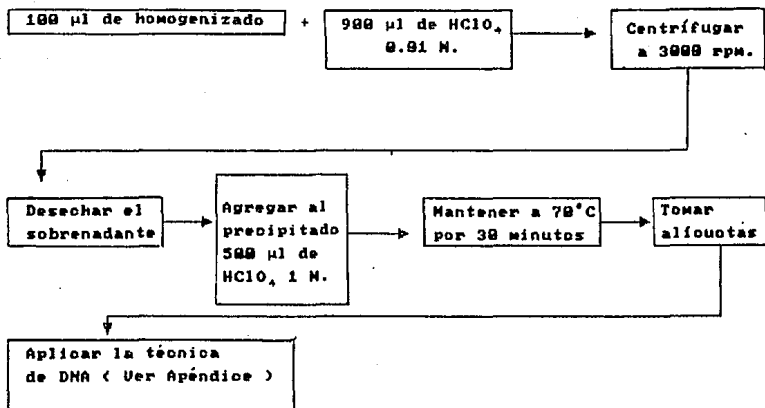 100 µl de homogenizado + 900 µl de HClO₄
0.01 N.
Centrífugar
a 3000 rpm.
Desechar el
sobrenadante
Agregar al
precipitado
500 µl de
HClO₄ 1 N.
Mantener a 70°C
por 30 minutos
Tomar
alíouotas
Aplicar la técnica
de DNA ( Ver Apéndice )